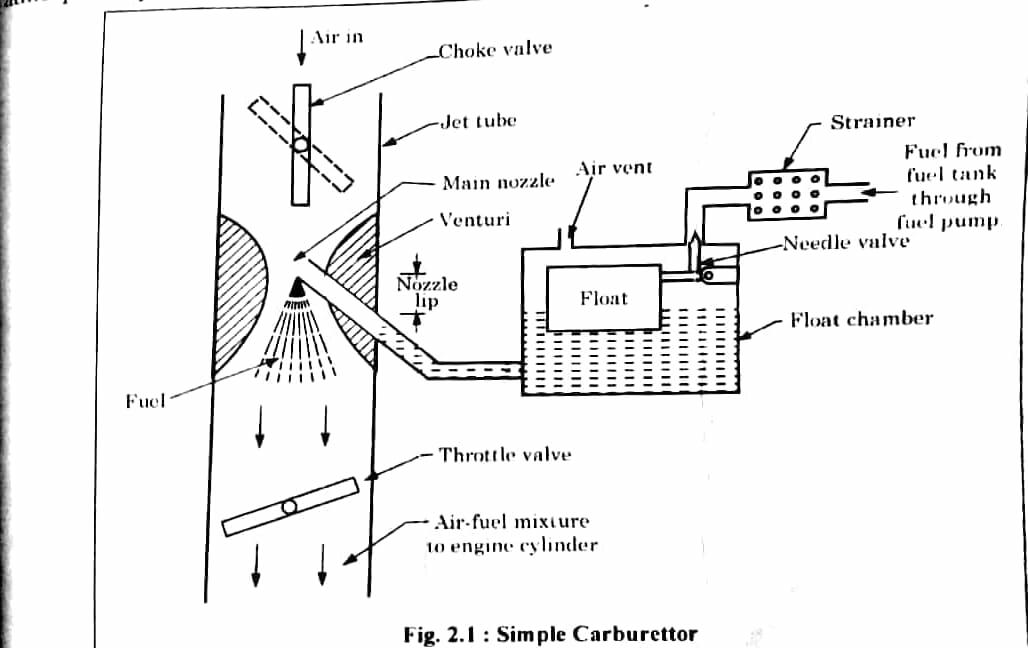 Air in
Choke valve
Jet tube
Strainer
Fuel from
fuel tank
through
fuel pump
Air vent
Main nozzle
Venturi
Needle valve
Nozzle
lip
Float
Float chamber
Fuel
Throttle valve
Air-fuel mixture
to engine cylinder
Fig. 2.1 : Simple Carburettor